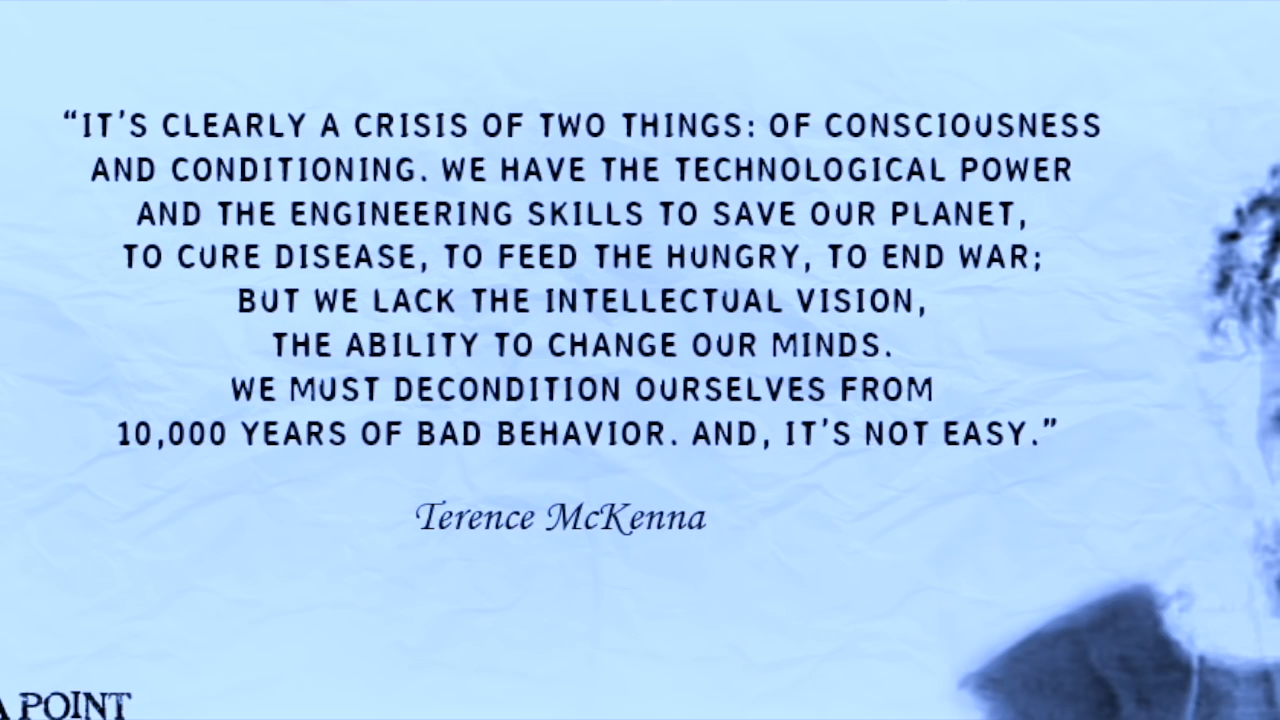 “IT’S CLEARLY A CRISIS OF TWO THINGS: OF CONSCIOUSNESS
AND CONDITIONING. WE HAVE THE TECHNOLOGICAL POWER
AND THE ENGINEERING SKILLS TO SAVE OUR PLANET,
TO CURE DISEASE, TO FEED THE HUNGRY, TO END WAR;
BUT WE LACK THE INTELLECTUAL VISION,
THE ABILITY TO CHANGE OUR MINDS.
WE MUST DECONDITION OURSELVES FROM
10,000 YEARS OF BAD BEHAVIOR. AND, IT’S NOT EASY.”
Terence McKenna
POINT